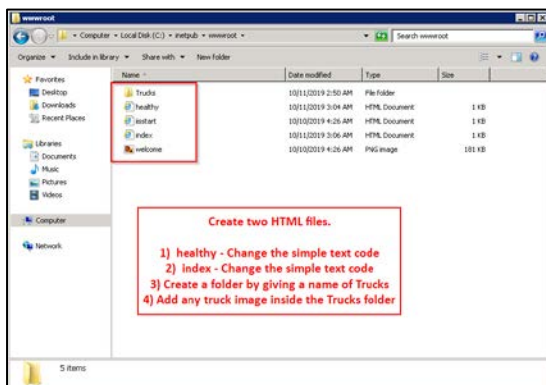 wwwroot
Computer
Local Disk (C:)
inetpub
wwwroot
Search wwwroot
Organize
Include in library
Share with
New folder
Name
Date modified
Type
Size
Favorites
Desktop
Downloads
Recent Places
Libraries
Documents
Music
Pictures
Videos
Computer
Network
Trucks 10/11/2019 2:50 AM File folder
healthy 10/11/2019 3:04 AM HTML Document 1 KB
iisstart 10/10/2019 4:26 AM HTML Document 1 KB
index 10/11/2019 3:06 AM HTML Document 1 KB
welcome 10/10/2019 4:26 AM PNG image 181 KB
Create two HTML files.
1) healthy - Change the simple text code
2) index - Change the simple text code
3) Create a folder by giving a name of Trucks
4) Add any truck image inside the Trucks folder
5 items